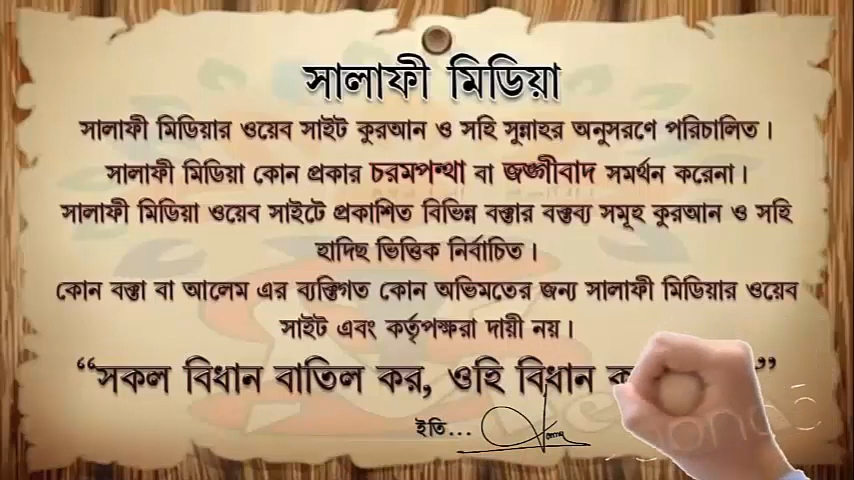 সালাফী মিডিয়া
সালাফী মিডিয়ার ওয়েব সাইট কুরআন ও সহি সুন্নাহর অনুসরণে পরিচালিত।
সালাফী মিডিয়া কোন প্রকার চরমপন্থা বা জঙ্গীবাদ সমর্থন করেনা।
সালাফী মিডিয়া ওয়েব সাইটে প্রকাশিত বিভিন্ন বক্তার বক্তব্য সমূহ কুরআন ও সহি
হাদিছ ভিত্তিক নির্বাচিত।
কোন বক্তা বা আলেম এর ব্যক্তিগত কোন অভিমতের জন্য সালাফী মিডিয়ার ওয়েব
সাইট এবং কর্তৃপক্ষরা দায়ী নয়।
“সকল বিধান বাতিল কর, ওহি বিধান ”
ইতি...